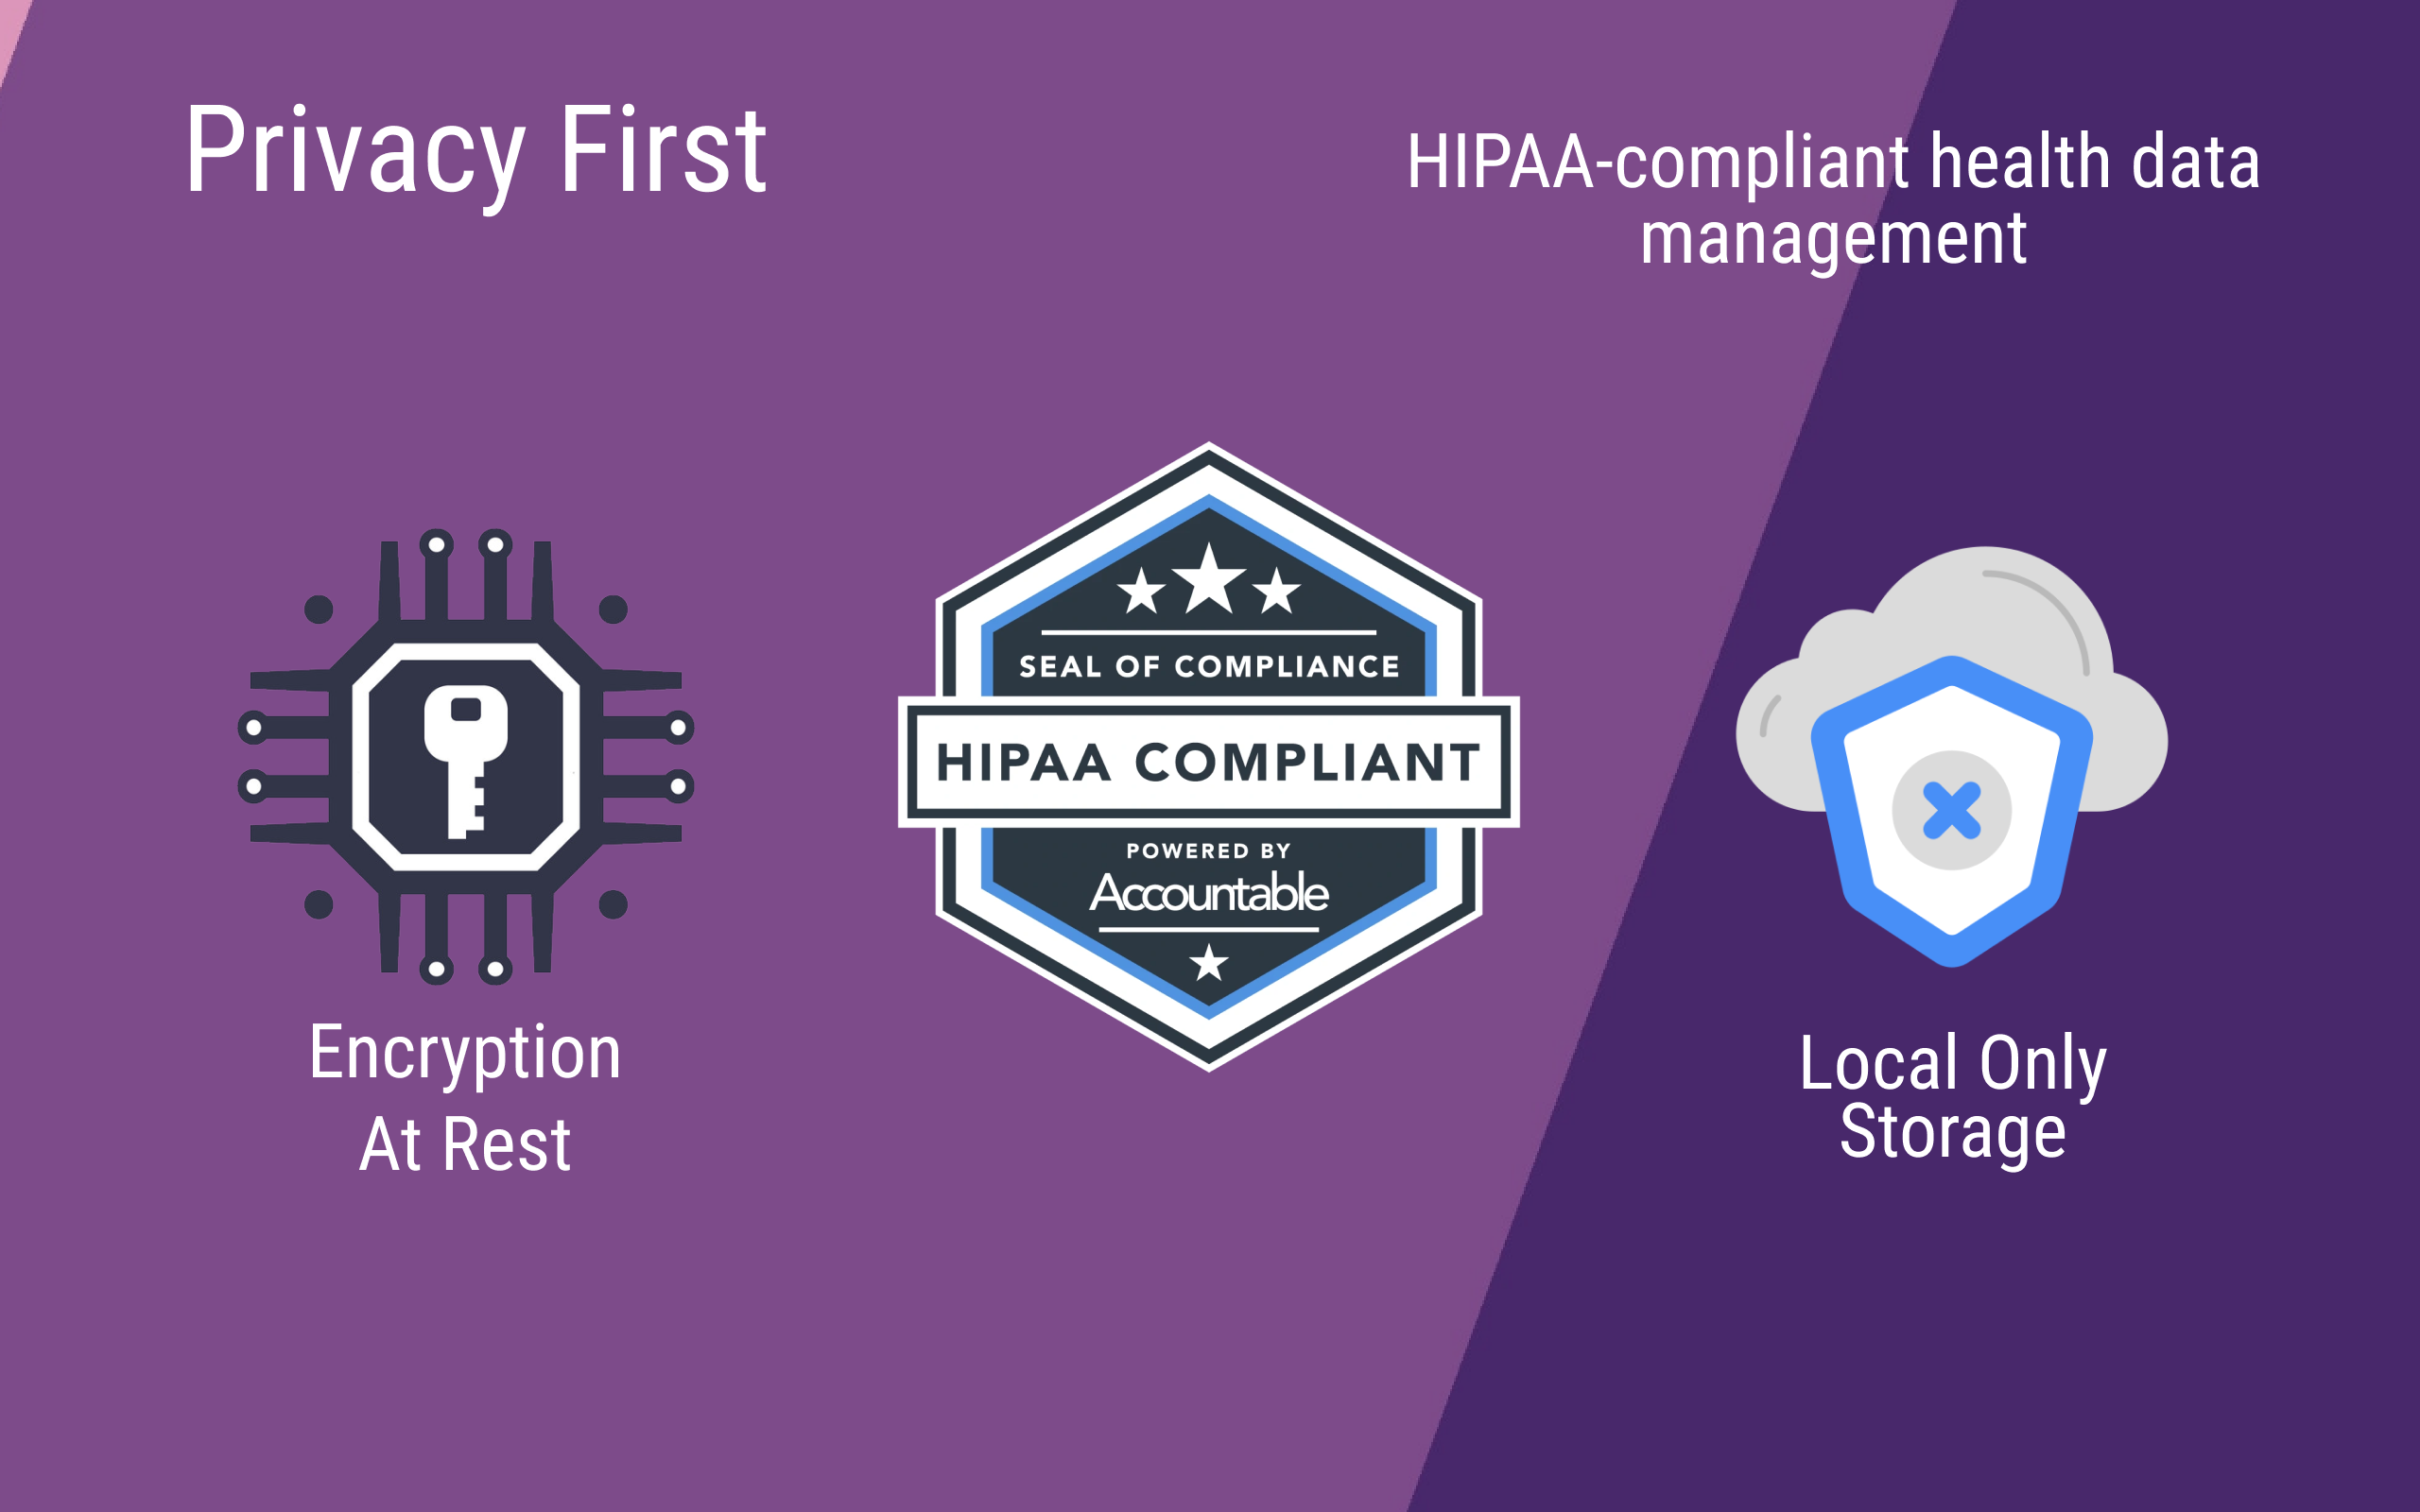 Privacy First
HIPAA-compliant health data
management
SEAL OF COMPLIANCE
HIPAA COMPLIANT
POWERED BY
Accountable
Encryption
At Rest
Local Only
Storage